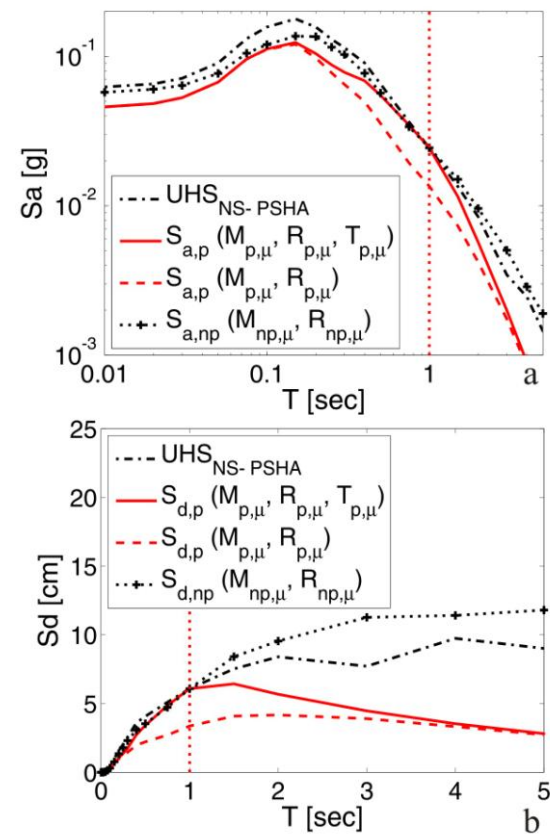 10⁻¹
Sa [g]
10⁻²
10⁻³
UHS_NS- PSHA
S_a,p (M_p,μ, R_p,μ, T_p,μ)
S_a,p (M_p,μ, R_p,μ)
S_a,np (M_np,μ, R_np,μ)
0.01 0.1 1
T [sec]
a
25
20
15
10
5
0
Sd [cm]
UHS_NS- PSHA
S_d,p (M_p,μ, R_p,μ, T_p,μ)
S_d,p (M_p,μ, R_p,μ)
S_d,np (M_np,μ, R_np,μ)
0 1 2 3 4 5
T [sec]
b